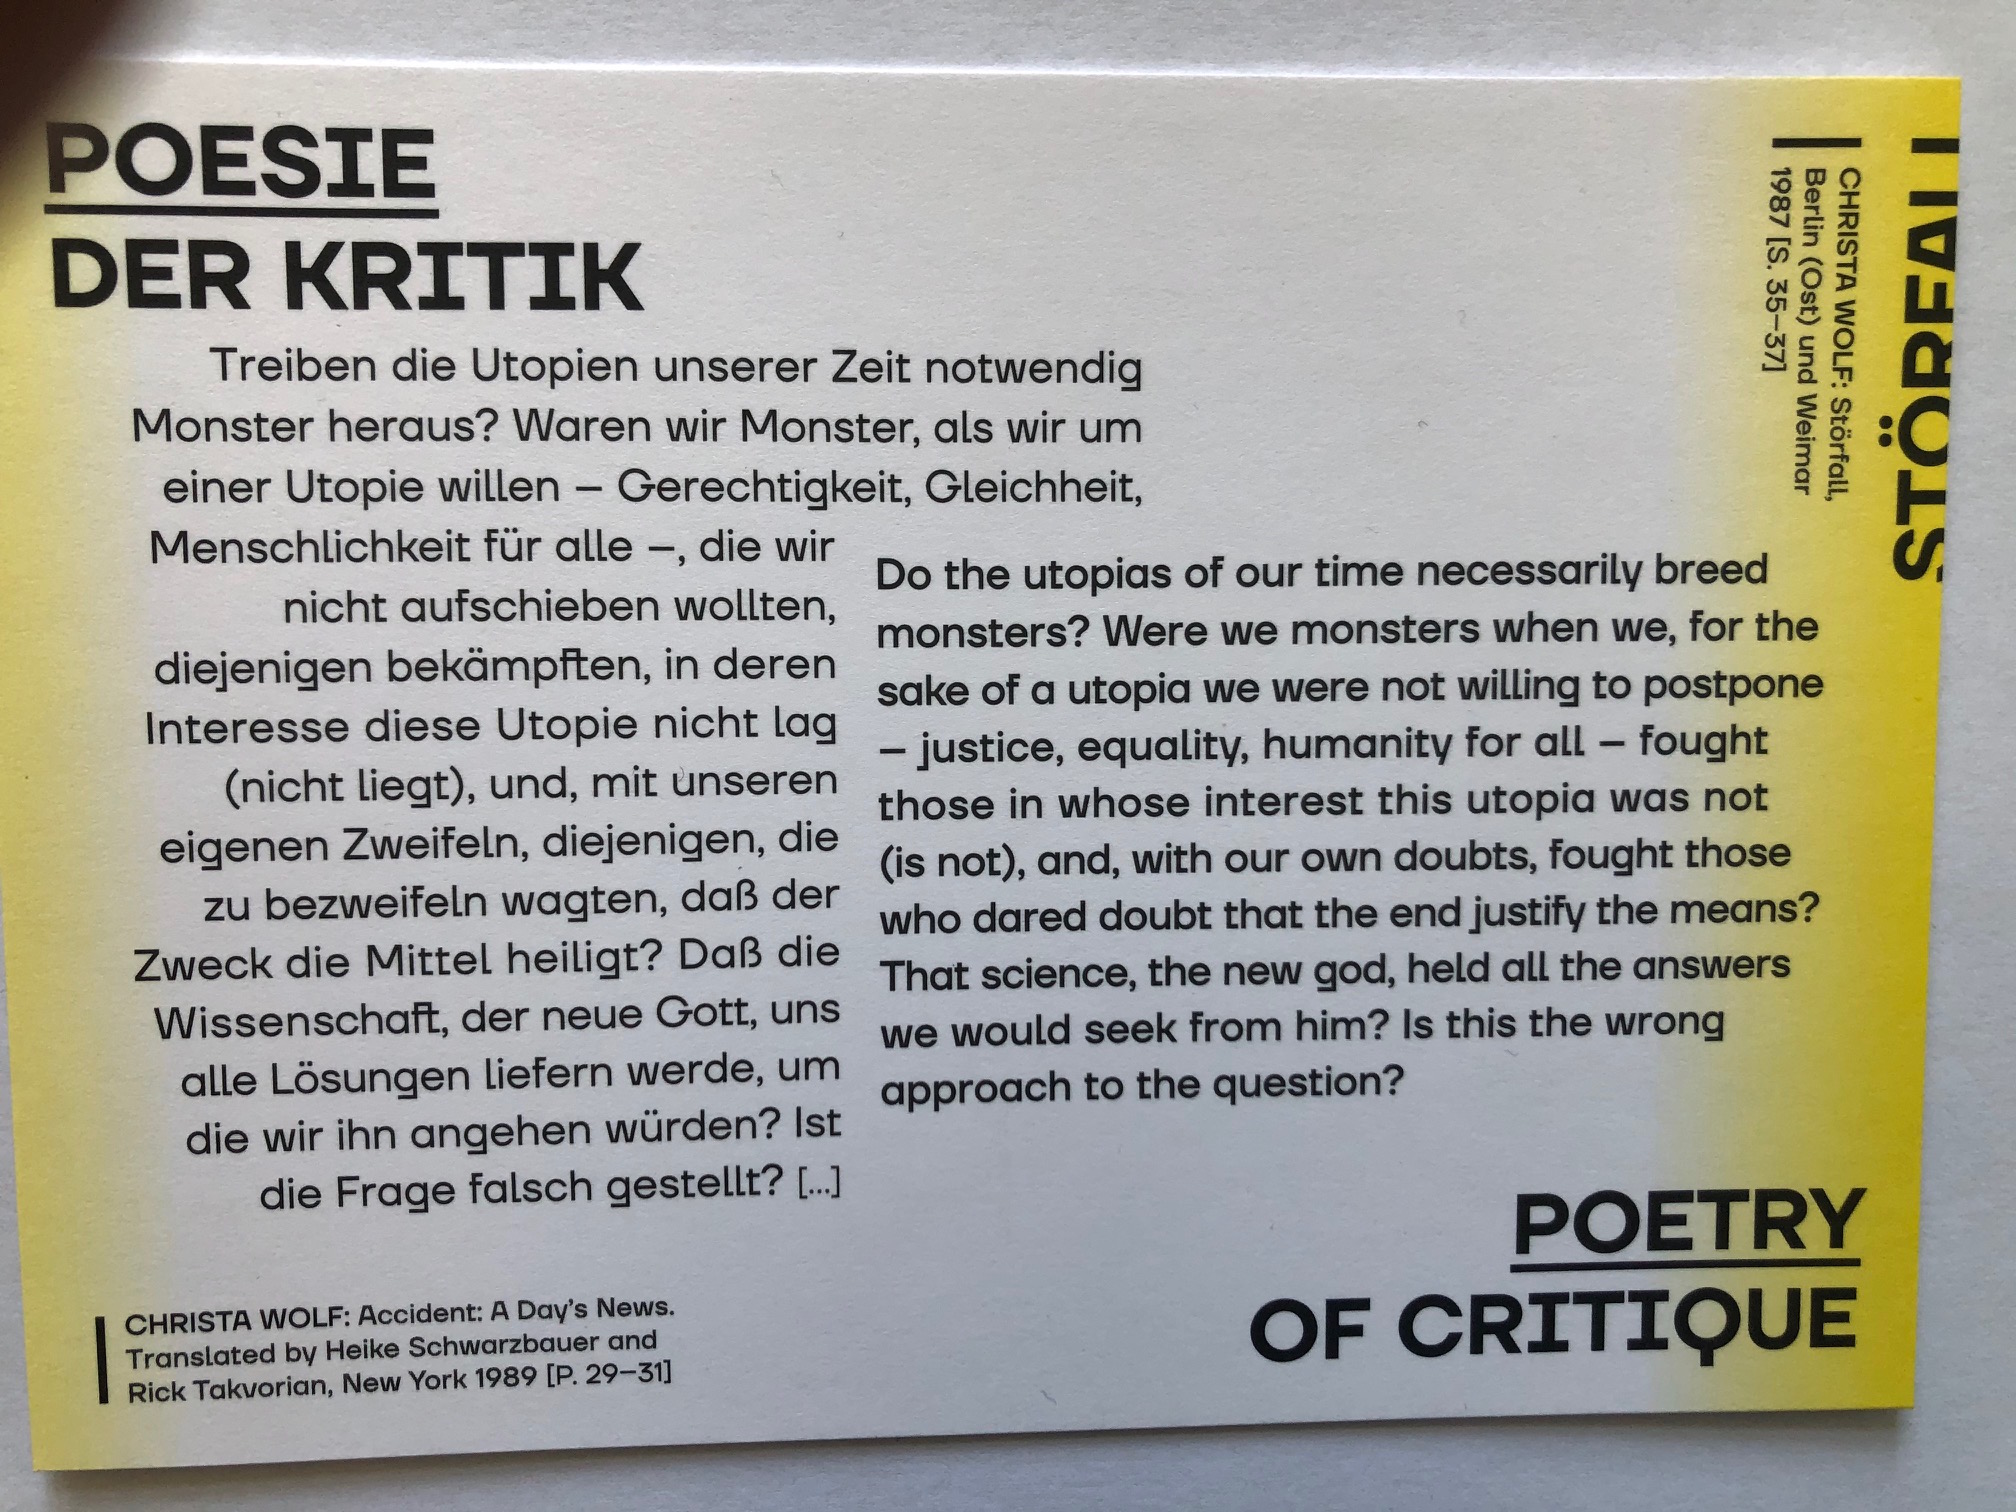 POESIE
DER KRITIK
Treiben die Utopien unserer Zeit notwendig
Monster heraus? Waren wir Monster, als wir um
einer Utopie willen – Gerechtigkeit, Gleichheit,
Menschlichkeit für alle –, die wir
nicht aufschieben wollten,
diejenigen bekämpften, in deren
Interesse diese Utopie nicht lag
(nicht liegt), und, mit unseren
eigenen Zweifeln, diejenigen, die
zu bezweifeln wagten, daß der
Zweck die Mittel heiligt? Daß die
Wissenschaft, der neue Gott, uns
alle Lösungen liefern werde, um
die wir ihn angehen würden? Ist
die Frage falsch gestellt? [...]
CHRISTA WOLF: Accident: A Day's News.
Translated by Heike Schwarzbauer and
Rick Takvorian, New York 1989 [P. 29–31]
STÖRFALL
CHRISTA WOLF: Störfall,
Berlin (Ost) und Weimar
1987 [S. 35–37]
Do the utopias of our time necessarily breed
monsters? Were we monsters when we, for the
sake of a utopia we were not willing to postpone
– justice, equality, humanity for all – fought
those in whose interest this utopia was not
(is not), and, with our own doubts, fought those
who dared doubt that the end justify the means?
That science, the new god, held all the answers
we would seek from him? Is this the wrong
approach to the question?
POETRY
OF CRITIQUE